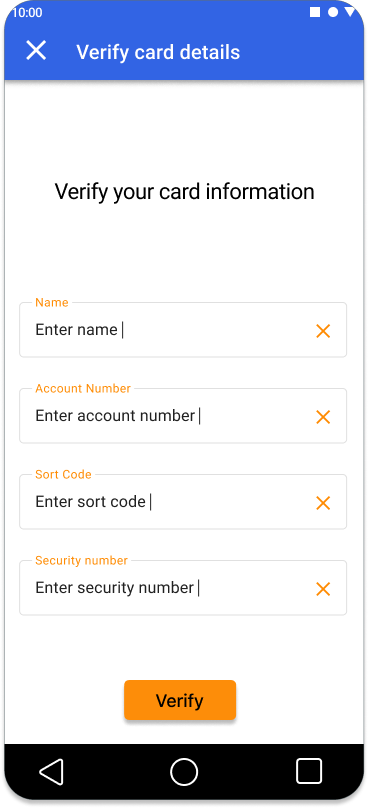 10:00
Verify card details
Verify your card information
Name
Enter name
Account Number
Enter account number
Sort Code
Enter sort code
Security number
Enter security number
Verify